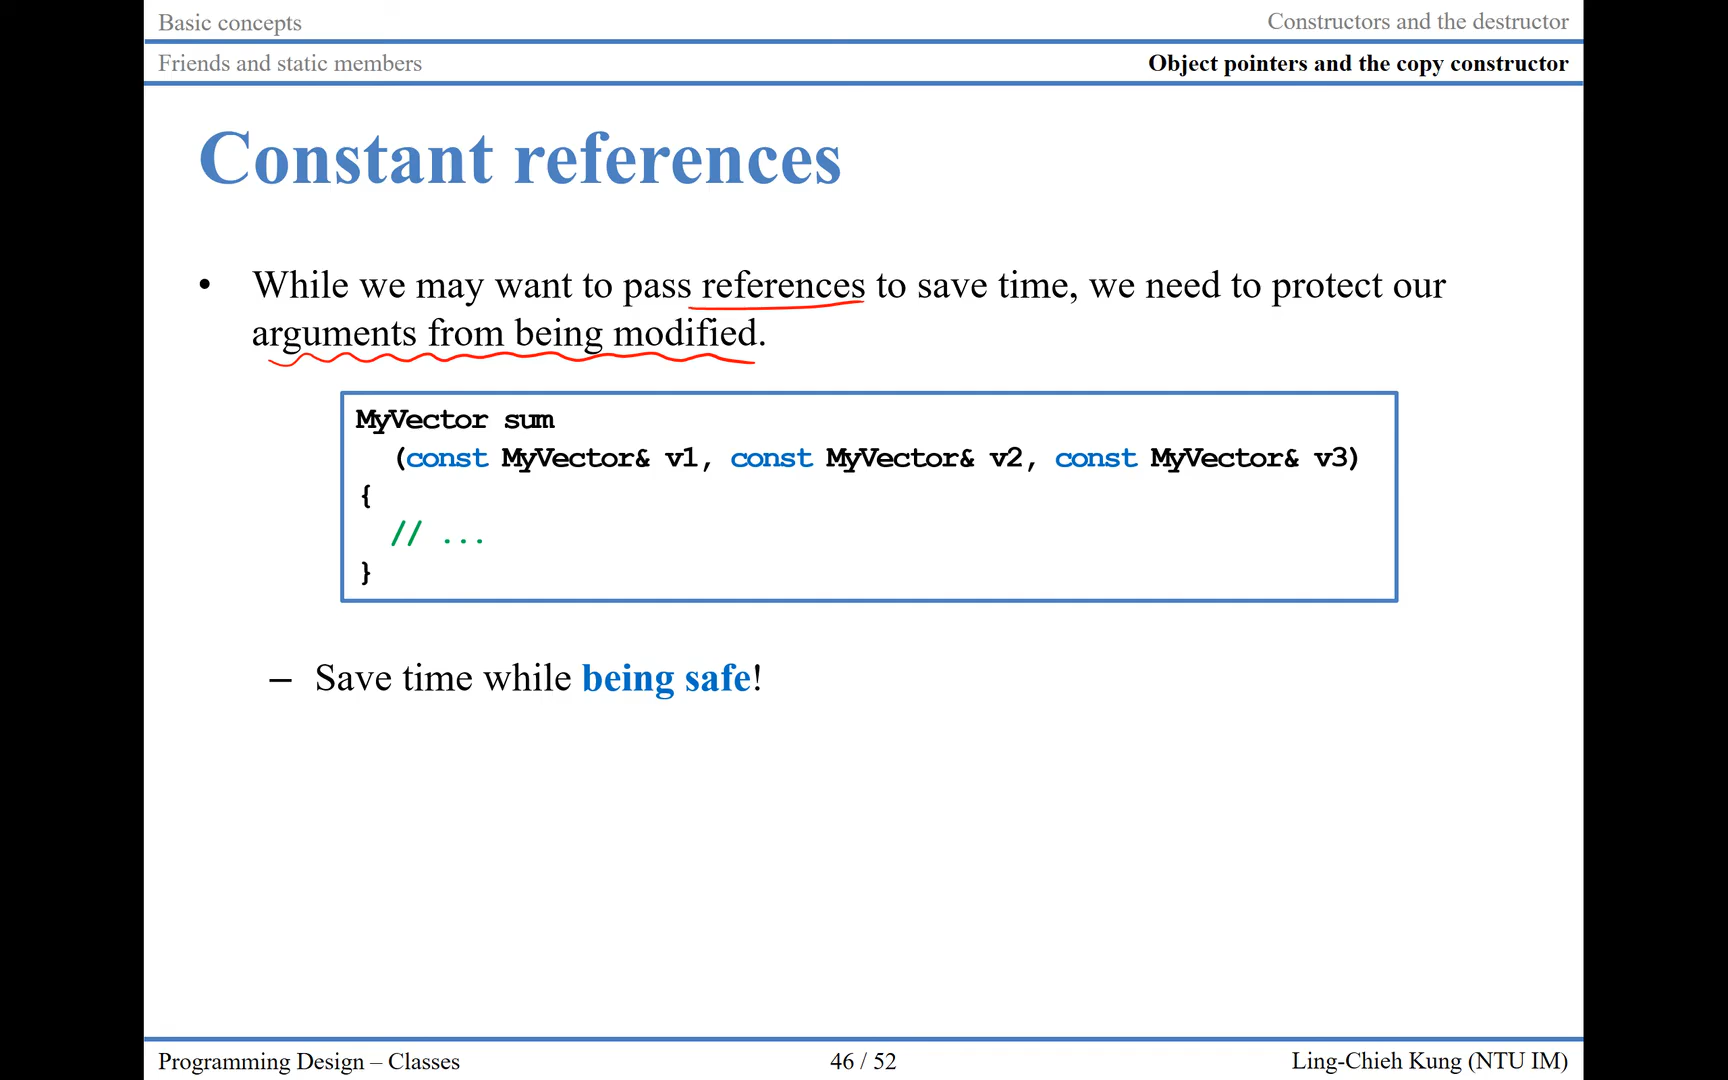 Basic concepts
Constructors and the destructor
Friends and static members
Object pointers and the copy constructor
Constant references
• While we may want to pass references to save time, we need to protect our
arguments from being modified.
MyVector sum
(const MyVector& v1, const MyVector& v2, const MyVector& v3)
{
// ...
}
– Save time while being safe!
Programming Design – Classes
46 / 52
Ling-Chieh Kung (NTU IM)